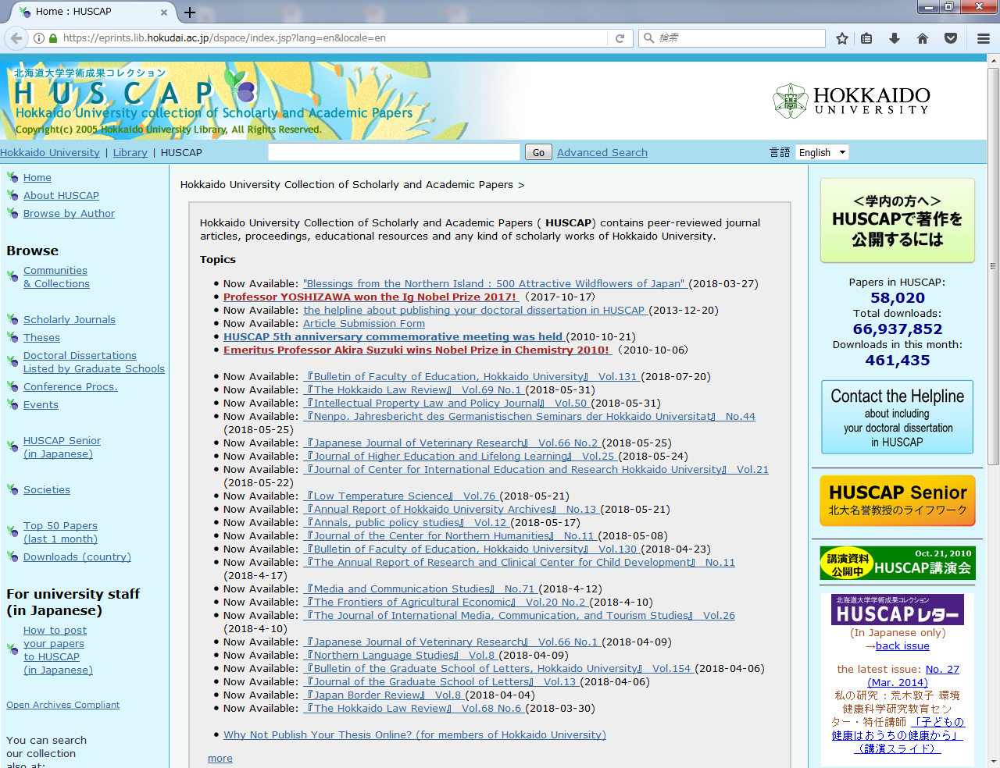 Home : HUSCAP
https://eprints.lib.hokudai.ac.jp/dspace/index.jsp?lang=en&locale=en
検索
北海道大学学術成果コレクション
HUSCAP
Hokkaido University collection of Scholarly and Academic Papers
Copyright(c) 2005 Hokkaido University Library, All Rights Reserved.
HOKKAIDO
UNIVERSITY
Hokkaido University | Library | HUSCAP
Go
Advanced Search
言語
English
Home
About HUSCAP
Browse by Author
Browse
Communities
& Collections
Scholarly Journals
Theses
Doctoral Dissertations
Listed by Graduate Schools
Conference Procs.
Events
HUSCAP Senior
(in Japanese)
Societies
Top 50 Papers
(last 1 month)
Downloads (country)
For university staff
(in Japanese)
How to post
your papers
to HUSCAP
(in Japanese)
Open Archives Compliant
You can search
our collection
also at:
Hokkaido University Collection of Scholarly and Academic Papers >
Hokkaido University Collection of Scholarly and Academic Papers ( HUSCAP) contains peer-reviewed journal
articles, proceedings, educational resources and any kind of scholarly works of Hokkaido University.
Topics
Now Available: "Blessings from the Northern Island : 500 Attractive Wildflowers of Japan" (2018-03-27)
Professor YOSHIZAWA won the Ig Nobel Prize 2017! （2017-10-17）
Now Available: the helpline about publishing your doctoral dissertation in HUSCAP (2013-12-20)
Now Available: Article Submission Form
HUSCAP 5th anniversary commemorative meeting was held (2010-10-21)
Emeritus Professor Akira Suzuki wins Nobel Prize in Chemistry 2010! （2010-10-06）
Now Available: 『Bulletin of Faculty of Education, Hokkaido University』 Vol.131 (2018-07-20)
Now Available: 『The Hokkaido Law Review』 Vol.69 No.1 (2018-05-31)
Now Available: 『Intellectual Property Law and Policy Journal』 Vol.50 (2018-05-31)
Now Available: 『Nenpo. Jahresbericht des Germanistischen Seminars der Hokkaido Universitat』 No.44
(2018-05-25)
Now Available: 『Japanese Journal of Veterinary Research』 Vol.66 No.2 (2018-05-25)
Now Available: 『Journal of Higher Education and Lifelong Learning』 Vol.25 (2018-05-24)
Now Available: 『Journal of Center for International Education and Research Hokkaido University』 Vol.21
(2018-05-22)
Now Available: 『Low Temperature Science』 Vol.76 (2018-05-21)
Now Available: 『Annual Report of Hokkaido University Archives』 No.13 (2018-05-21)
Now Available: 『Annals, public policy studies』 Vol.12 (2018-05-17)
Now Available: 『Journal of the Center for Northern Humanities』 No.11 (2018-05-08)
Now Available: 『Bulletin of Faculty of Education, Hokkaido University』 Vol.130 (2018-04-23)
Now Available: 『The Annual Report of Research and Clinical Center for Child Development』 No.11
(2018-4-17)
Now Available: 『Media and Communication Studies』 No.71 (2018-4-12)
Now Available: 『The Frontiers of Agricultural Economic』 Vol.20 No.2 (2018-4-10)
Now Available: 『The Journal of International Media, Communication, and Tourism Studies』 Vol.26
(2018-4-10)
Now Available: 『Japanese Journal of Veterinary Research』 Vol.66 No.1 (2018-04-09)
Now Available: 『Northern Language Studies』 Vol.8 (2018-04-09)
Now Available: 『Bulletin of the Graduate School of Letters, Hokkaido University』 Vol.154 (2018-04-06)
Now Available: 『Journal of the Graduate School of Letters』 Vol.13 (2018-04-06)
Now Available: 『Japan Border Review』 Vol.8 (2018-04-04)
Now Available: 『The Hokkaido Law Review』 Vol.68 No.6 (2018-03-30)
Why Not Publish Your Thesis Online? (for members of Hokkaido University)
more
＜学内の方へ＞
HUSCAPで著作を
公開するには
Papers in HUSCAP:
58,020
Total downloads:
66,937,852
Downloads in this month:
461,435
Contact the Helpline
about including
your doctoral dissertation
in HUSCAP
HUSCAP Senior
北大名誉教授のライフワーク
講演資料
公開中
Oct. 21, 2010
HUSCAP講演会
北海道大学学術成果コレクション
HUSCAPレター
(In Japanese only)
→back issue
the latest issue: No. 27
(Mar. 2014)
私の研究：荒木敦子 環境
健康科学研究教育セン
ター・特任講師 「子どもの
健康はおうちの健康から」
（講演スライド）